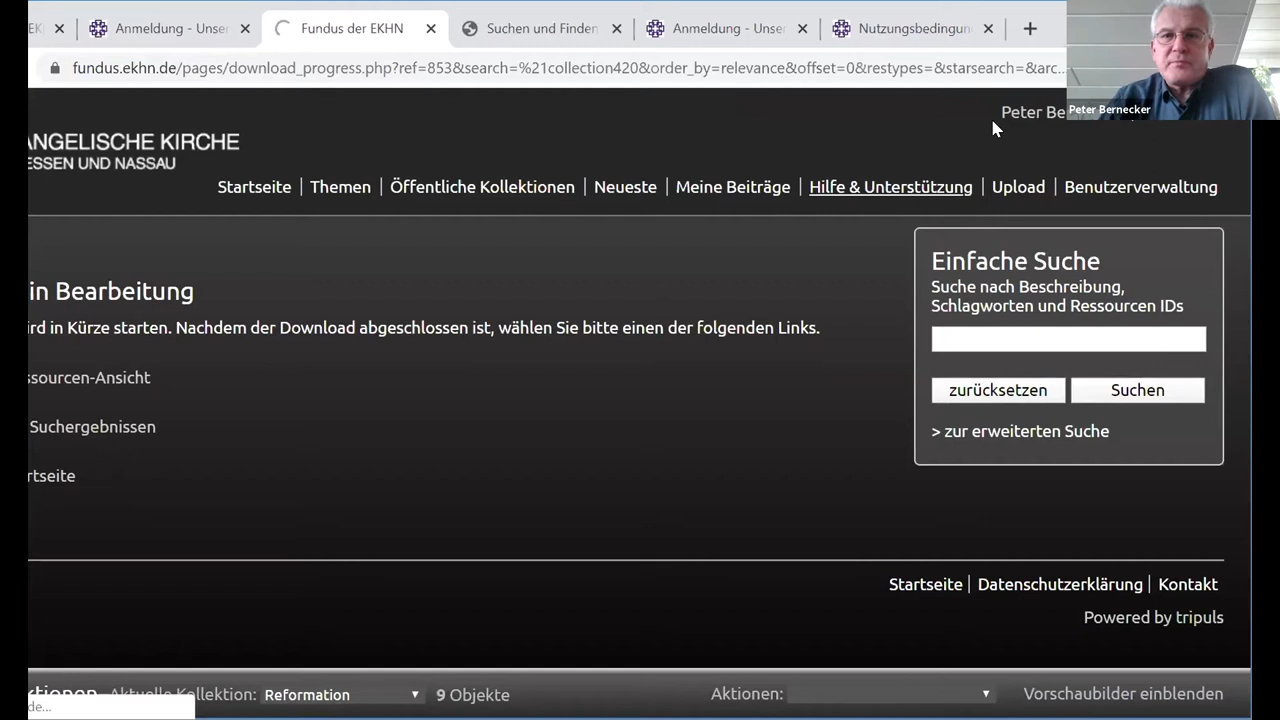 Anmeldung - Unser
Fundus der EKHN
Suchen und Finden
Anmeldung - Unser
Nutzungsbedingun
fundus.ekhn.de/pages/download_progress.php?ref=853&search=%21collection420&order_by=relevance&offset=0&restypes=&starsearch=&arc...
Peter Bernecker
Peter Be
ANGELISCHE KIRCHE
ESSEN UND NASSAU
Startseite | Themen | Öffentliche Kollektionen | Neueste | Meine Beiträge | Hilfe & Unterstützung | Upload | Benutzerverwaltung
Einfache Suche
Suche nach Beschreibung,
Schlagworten und Ressourcen IDs
zurücksetzen Suchen
> zur erweiterten Suche
in Bearbeitung
ird in Kürze starten. Nachdem der Download abgeschlossen ist, wählen Sie bitte einen der folgenden Links.
ssourcen-Ansicht
Suchergebnissen
rtseite
Startseite | Datenschutzerklärung | Kontakt
Powered by tripuls
Aktuelle Kollektion: Reformation 9 Objekte Aktionen: Vorschaubilder einblenden
de...